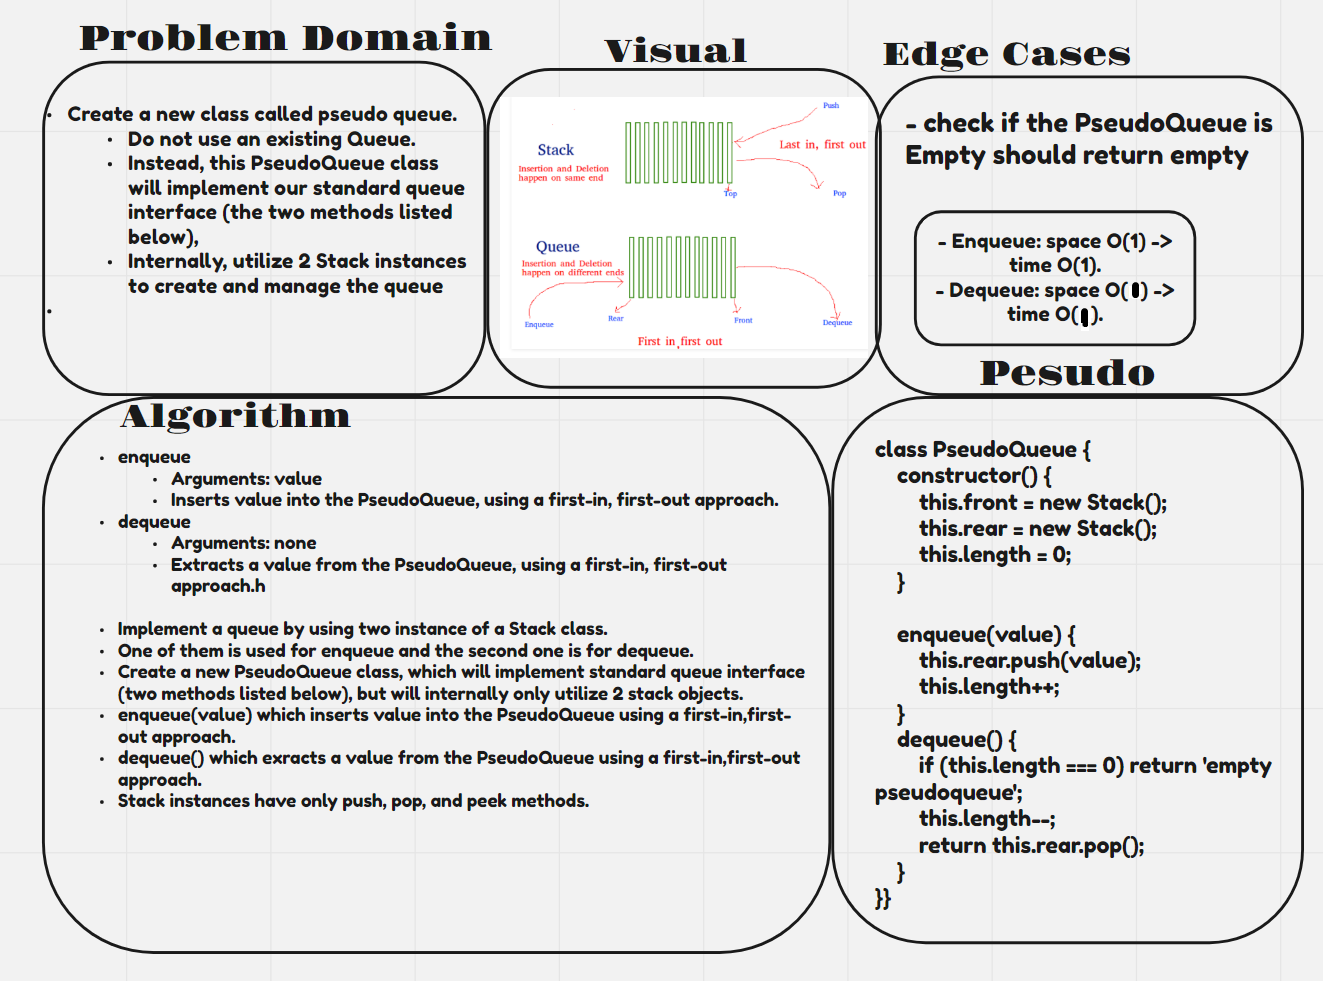 Problem Domain
Create a new class called pseudo queue.
Do not use an existing Queue.
Instead, this PseudoQueue class
will implement our standard queue
interface (the two methods listed
below),
Internally, utilize 2 Stack instances
to create and manage the queue
Visual
Push
Stack
Last in, first out
Insertion and Deletion
happen on same end
Top
Pop
Queue
Insertion and Deletion
happen on different ends
Enqueue
Rear
Front
Dequeue
First in,first out
Edge Cases
- check if the PseudoQueue is
Empty should return empty
- Enqueue: space O(1) ->
time O(1).
- Dequeue: space O( ) ->
time O( ).
Algorithm
enqueue
Arguments: value
Inserts value into the PseudoQueue, using a first-in, first-out approach.
dequeue
Arguments: none
Extracts a value from the PseudoQueue, using a first-in, first-out
approach.h
Implement a queue by using two instance of a Stack class.
One of them is used for enqueue and the second one is for dequeue.
Create a new PseudoQueue class, which will implement standard queue interface
(two methods listed below), but will internally only utilize 2 stack objects.
enqueue(value) which inserts value into the PseudoQueue using a first-in,first-
out approach.
dequeue() which exracts a value from the PseudoQueue using a first-in,first-out
approach.
Stack instances have only push, pop, and peek methods.
Pesudo
class PseudoQueue {
constructor() {
this.front = new Stack();
this.rear = new Stack();
this.length = 0;
}
enqueue(value) {
this.rear.push(value);
this.length++;
}
dequeue() {
if (this.length === 0) return 'empty
pseudoqueue';
this.length--;
return this.rear.pop();
}
}}